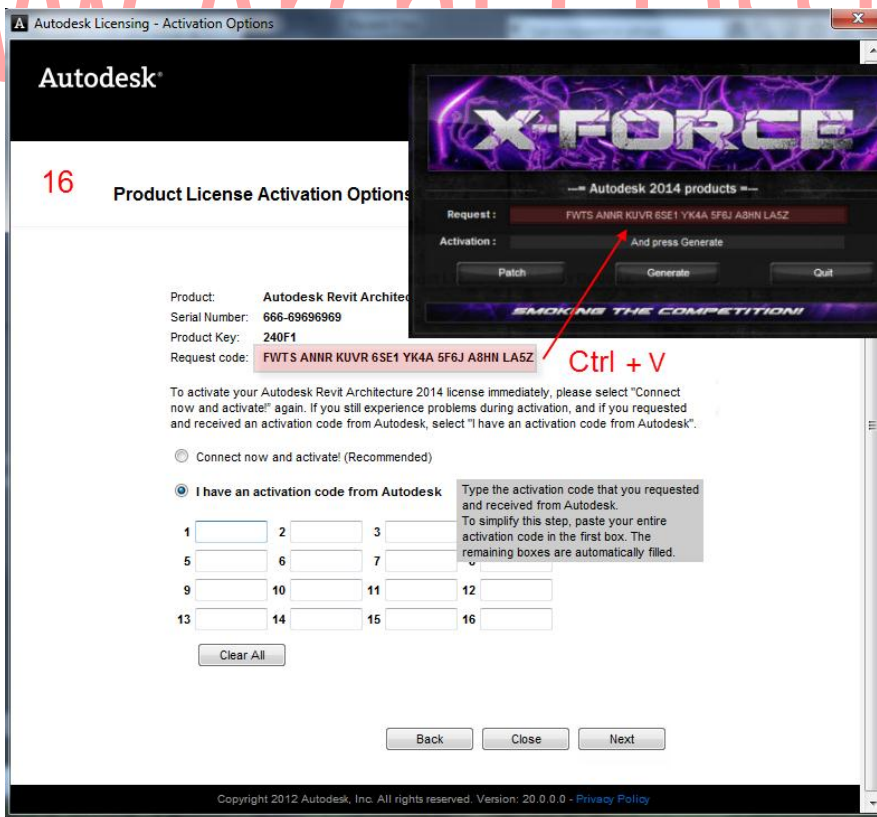 Autodesk Licensing - Activation Options
Autodesk
X-FORCE
16
Product License Activation Options
—= Autodesk 2014 products =—
Request :
FWTS ANNR KUVR 6SE1 YK4A 5F6J A8HN LA5Z
Activation :
And press Generate
Patch
Generate
Quit
SMOKING THE COMPETITION!
Product:
Autodesk Revit Architec
Serial Number:
666-69696969
Product Key:
240F1
Request code:
FWTS ANNR KUVR 6SE1 YK4A 5F6J A8HN LA5Z
Ctrl + V
To activate your Autodesk Revit Architecture 2014 license immediately, please select "Connect
now and activate!" again. If you still experience problems during activation, and if you requested
and received an activation code from Autodesk, select "I have an activation code from Autodesk".
Connect now and activate! (Recommended)
I have an activation code from Autodesk
Type the activation code that you requested
and received from Autodesk.
To simplify this step, paste your entire
activation code in the first box. The
remaining boxes are automatically filled.
1 2 3
5 6 7
9 10 11 12
13 14 15 16
Clear All
Back
Close
Next
Copyright 2012 Autodesk, Inc. All rights reserved. Version: 20.0.0.0 - Privacy Policy